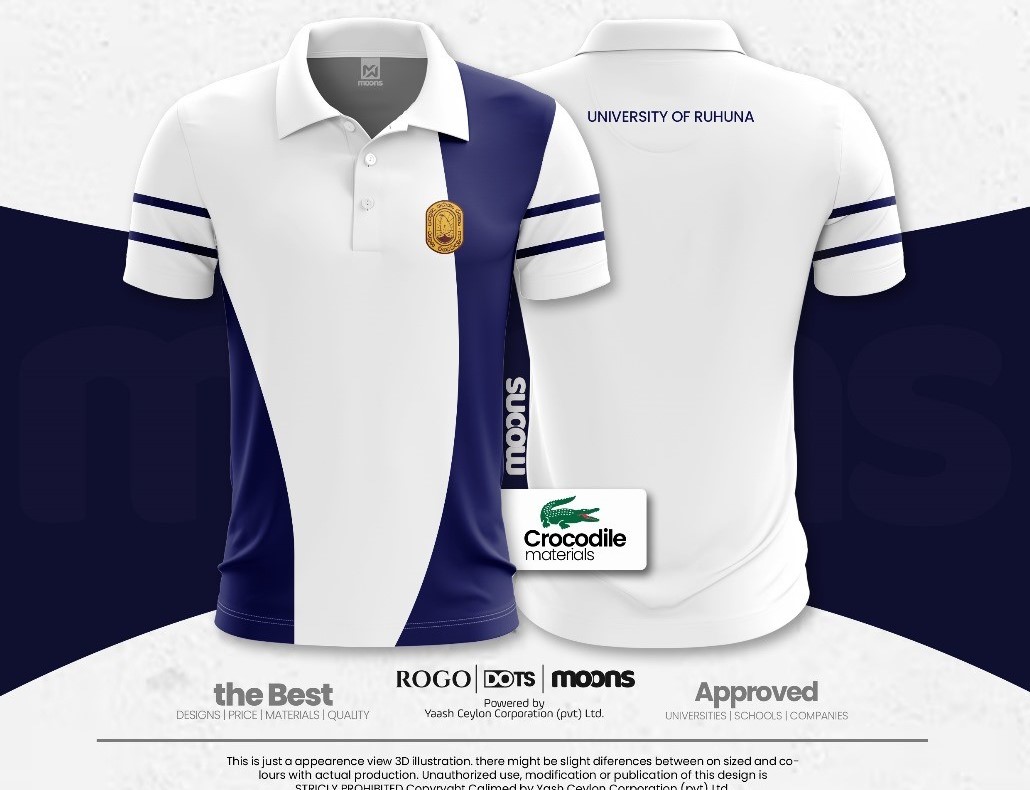 moons
UNIVERSITY OF RUHUNA
moons
Crocodile
materials
the Best
DESIGNS | PRICE | MATERIALS | QUALITY
ROGO | DOTS | moons
Powered by
Yaash Ceylon Corporation (pvt) Ltd.
Approved
UNIVERSITIES | SCHOOLS | COMPANIES
This is just a appearence view 3D illustration. there might be slight diferences between on sized and co-
lours with actual production. Unauthorized use, modification or publication of this design is
STRICLY PROHIBITED Copyryght Calimed by Yash Ceylon Corporation (pvt) Ltd